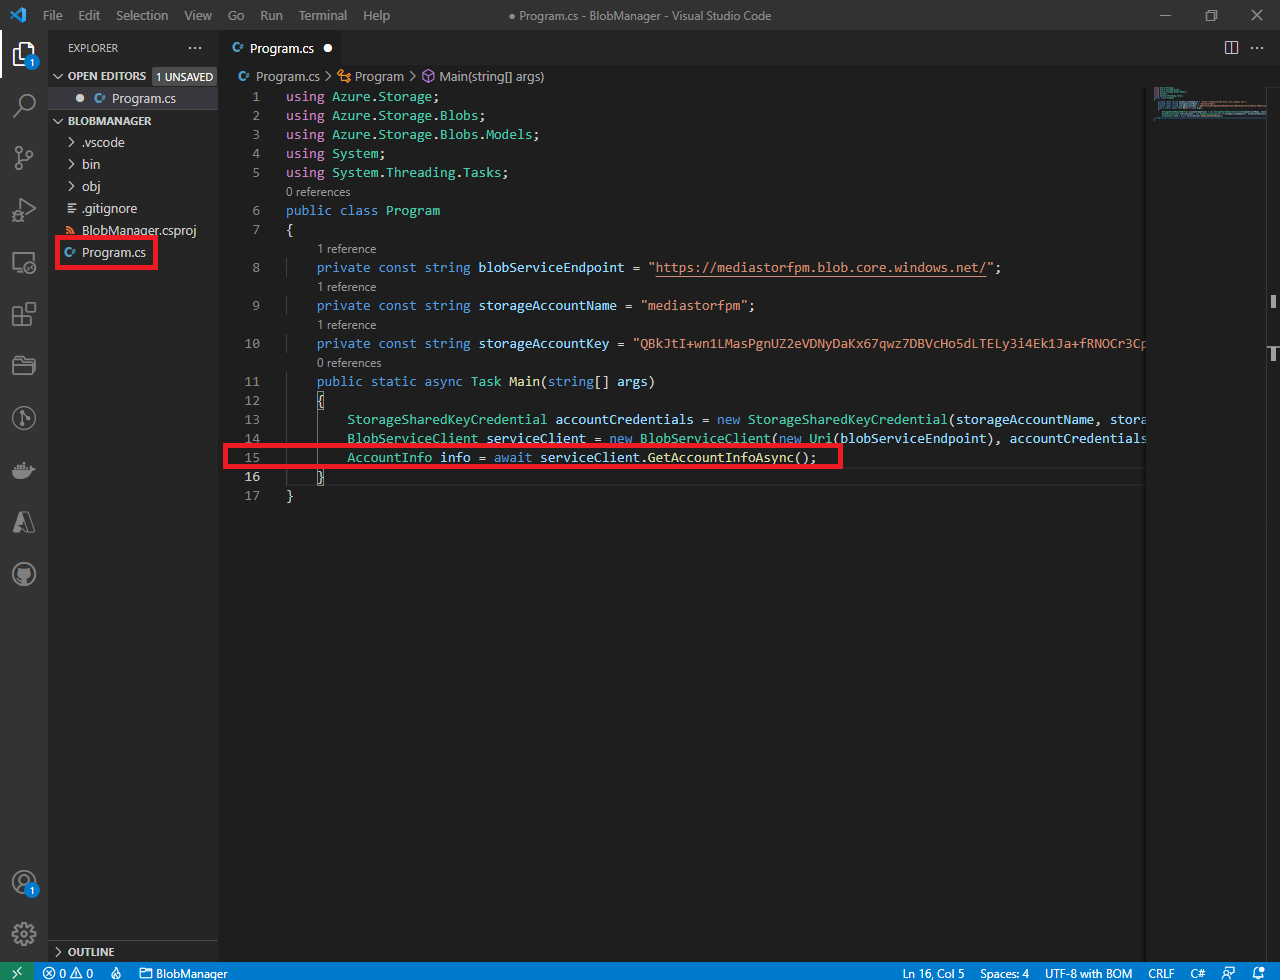 File Edit Selection View Go Run Terminal Help ● Program.cs - BlobManager - Visual Studio Code
EXPLORER
OPEN EDITORS 1 UNSAVED
● C# Program.cs
BLOBMANAGER
.vscode
bin
obj
.gitignore
BlobManager.csproj
C# Program.cs
OUTLINE
1
1
C# Program.cs ●
C# Program.cs > Program > Main(string[] args)
1 using Azure.Storage;
2 using Azure.Storage.Blobs;
3 using Azure.Storage.Blobs.Models;
4 using System;
5 using System.Threading.Tasks;
0 references
6 public class Program
7 {
1 reference
8 private const string blobServiceEndpoint = "https://mediastorfpm.blob.core.windows.net/";
1 reference
9 private const string storageAccountName = "mediastorfpm";
1 reference
10 private const string storageAccountKey = "QBkJtI+wn1LMasPgnUZ2eVDNyDaKx67qwz7DBVcHo5dLTELy3i4Ek1Ja+fRNOCr3Cp
0 references
11 public static async Task Main(string[] args)
12 {
13 StorageSharedKeyCredential accountCredentials = new StorageSharedKeyCredential(storageAccountName, stora
14 BlobServiceClient serviceClient = new BlobServiceClient(new Uri(blobServiceEndpoint), accountCredentials
15 AccountInfo info = await serviceClient.GetAccountInfoAsync();
16 }
17 }
0 0 BlobManager Ln 16, Col 5 Spaces: 4 UTF-8 with BOM CRLF C#